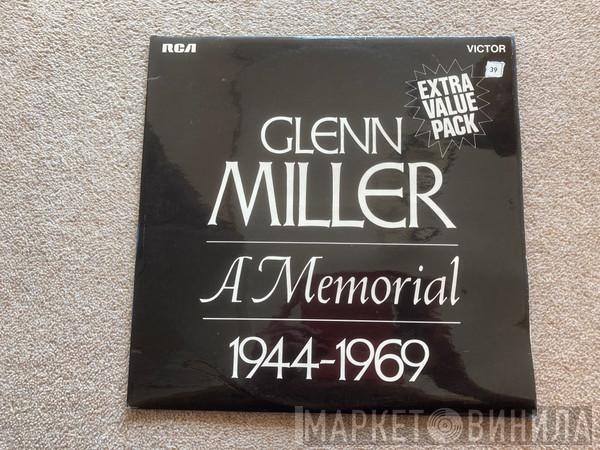 RCA
VICTOR
39
EXTRA
VALUE
PACK
GLENN
MILLER
A Memorial
1944-1969
МАРКЕТ ВИНИЛА